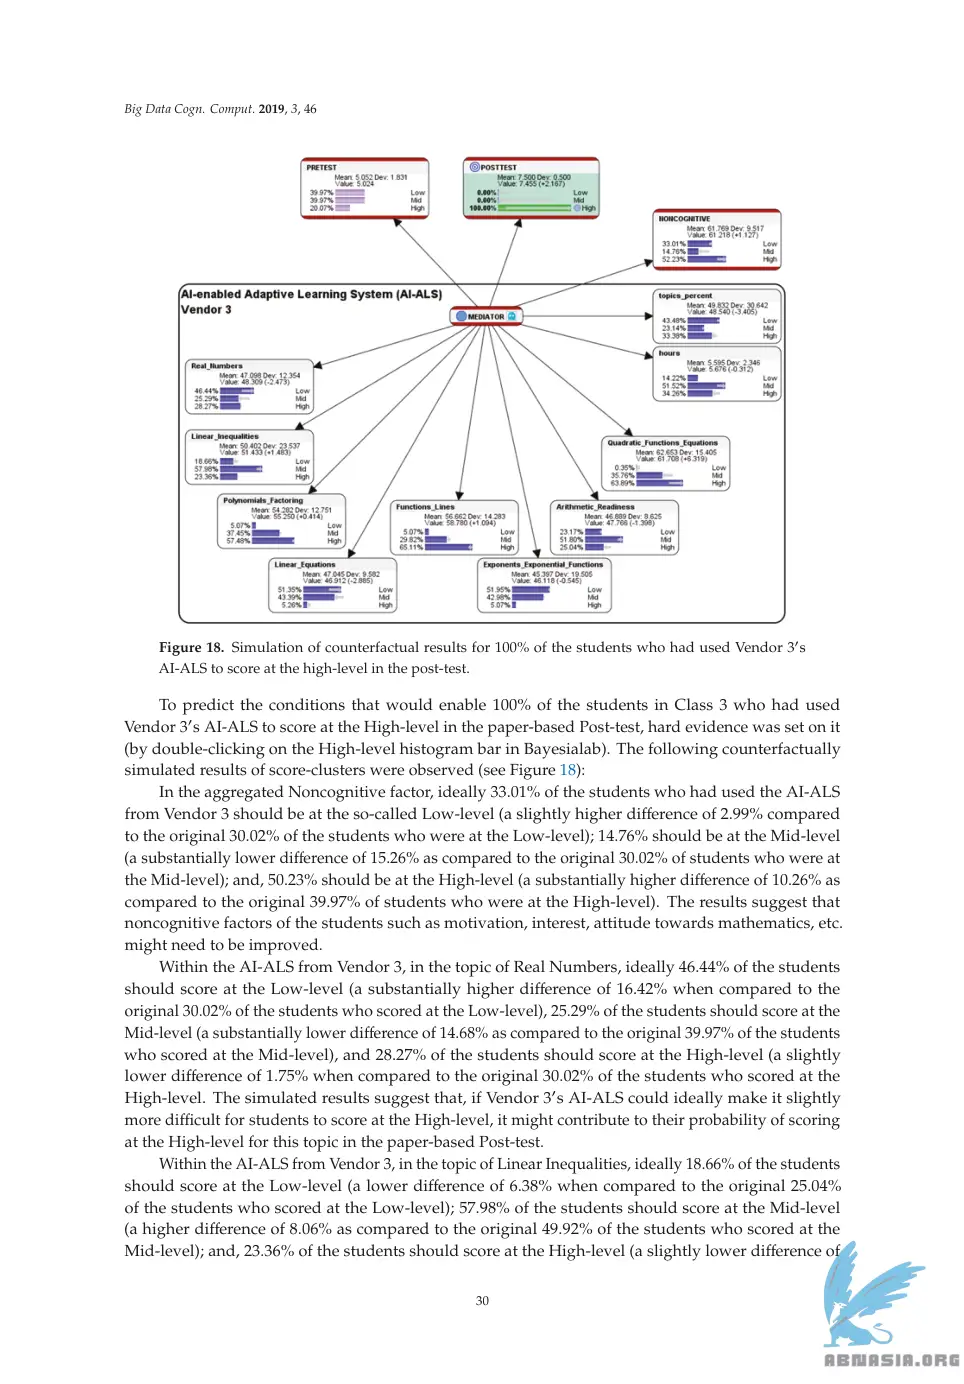 Big Data Cogn. Comput. 2019, 3, 46
PRETEST
Mean: 5.052 Dev: 1.831
Value: 5.024
39.97% Low
39.97% Mid
20.07% High
POSTTEST
Mean: 7.500 Dev: 0.500
Value: 7.455 (+2.167)
0.00% Low
0.00% Mid
100.00% High
NONCOGNITIVE
Mean: 61.769 Dev: 9.517
Value: 61.218 (+1.127)
33.01% Low
14.76% Mid
52.23% High
AI-enabled Adaptive Learning System (AI-ALS)
Vendor 3
MEDIATOR
topics_percent
Mean: 49.832 Dev: 30.642
Value: 48.540 (-3.405)
43.48% Low
23.14% Mid
33.38% High
hours
Mean: 5.595 Dev: 2.346
Value: 5.676 (-0.312)
14.22% Low
51.52% Mid
34.26% High
Real_Numbers
Mean: 47.098 Dev: 12.354
Value: 48.309 (-2.473)
46.44% Low
25.29% Mid
28.27% High
Linear_Inequalities
Mean: 50.402 Dev: 23.537
Value: 51.433 (+1.483)
18.66% Low
57.98% Mid
23.36% High
Quadratic_Functions_Equations
Mean: 62.653 Dev: 15.405
Value: 61.708 (+6.319)
0.35% Low
35.76% Mid
63.89% High
Polynomials_Factoring
Mean: 54.282 Dev: 12.751
Value: 55.250 (+0.414)
5.07% Low
37.45% Mid
57.48% High
Functions_Lines
Mean: 56.662 Dev: 14.283
Value: 58.780 (+1.094)
5.07% Low
29.82% Mid
65.11% High
Arithmetic_Readiness
Mean: 46.889 Dev: 8.625
Value: 47.766 (-1.398)
23.17% Low
51.80% Mid
25.04% High
Linear_Equations
Mean: 47.045 Dev: 9.582
Value: 46.912 (-2.885)
51.35% Low
43.39% Mid
5.26% High
Exponents_Exponential_Functions
Mean: 45.397 Dev: 19.505
Value: 46.118 (-0.545)
51.95% Low
42.98% Mid
5.07% High
Figure 18. Simulation of counterfactual results for 100% of the students who had used Vendor 3′s
AI-ALS to score at the high-level in the post-test.
To predict the conditions that would enable 100% of the students in Class 3 who had used
Vendor 3′s AI-ALS to score at the High-level in the paper-based Post-test, hard evidence was set on it
(by double-clicking on the High-level histogram bar in Bayesialab). The following counterfactually
simulated results of score-clusters were observed (see Figure 18):
In the aggregated Noncognitive factor, ideally 33.01% of the students who had used the AI-ALS
from Vendor 3 should be at the so-called Low-level (a slightly higher difference of 2.99% compared
to the original 30.02% of the students who were at the Low-level); 14.76% should be at the Mid-level
(a substantially lower difference of 15.26% as compared to the original 30.02% of students who were at
the Mid-level); and, 50.23% should be at the High-level (a substantially higher difference of 10.26% as
compared to the original 39.97% of students who were at the High-level). The results suggest that
noncognitive factors of the students such as motivation, interest, attitude towards mathematics, etc.
might need to be improved.
Within the AI-ALS from Vendor 3, in the topic of Real Numbers, ideally 46.44% of the students
should score at the Low-level (a substantially higher difference of 16.42% when compared to the
original 30.02% of the students who scored at the Low-level), 25.29% of the students should score at the
Mid-level (a substantially lower difference of 14.68% as compared to the original 39.97% of the students
who scored at the Mid-level), and 28.27% of the students should score at the High-level (a slightly
lower difference of 1.75% when compared to the original 30.02% of the students who scored at the
High-level. The simulated results suggest that, if Vendor 3′s AI-ALS could ideally make it slightly
more difficult for students to score at the High-level, it might contribute to their probability of scoring
at the High-level for this topic in the paper-based Post-test.
Within the AI-ALS from Vendor 3, in the topic of Linear Inequalities, ideally 18.66% of the students
should score at the Low-level (a lower difference of 6.38% when compared to the original 25.04%
of the students who scored at the Low-level); 57.98% of the students should score at the Mid-level
(a higher difference of 8.06% as compared to the original 49.92% of the students who scored at the
Mid-level); and, 23.36% of the students should score at the High-level (a slightly lower difference of
30
ABNASIA.ORG